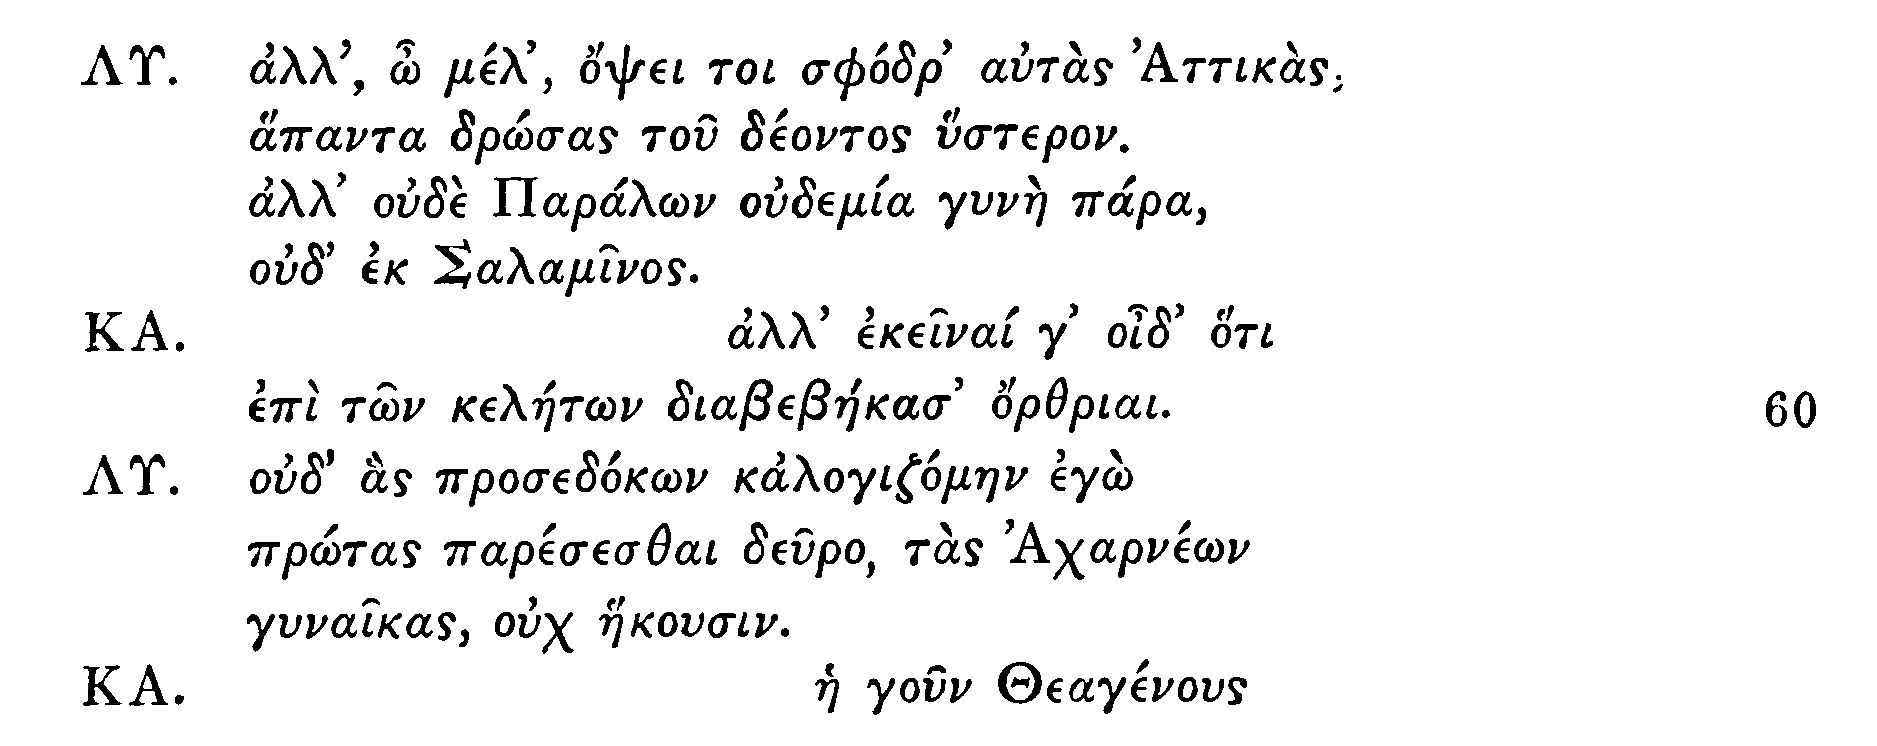 ΛΥ. ἀλλ’, ὦ μέλ’, ὄψει τοι σφόδρ’ αὐτὰς Ἀττικὰς,
ἅπαντα δρώσας τοῦ δέοντος ὕστερον.
ἀλλ’ οὐδὲ Παράλων οὐδεμία γυνὴ πάρα,
οὐδ’ ἐκ Σαλαμῖνος.
ΚΑ. ἀλλ’ ἐκεῖναί γ’ οἶδ’ ὅτι
ἐπὶ τῶν κελήτων διαβεβήκασ’ ὄρθριαι. 60
ΛΥ. οὐδ’ ἃς προσεδόκων κἀλογιζόμην ἐγὼ
πρώτας παρέσεσθαι δεῦρο, τὰς Ἀχαρνέων
γυναῖκας, οὐχ ἥκουσιν.
ΚΑ. ἡ γοῦν Θεαγένους